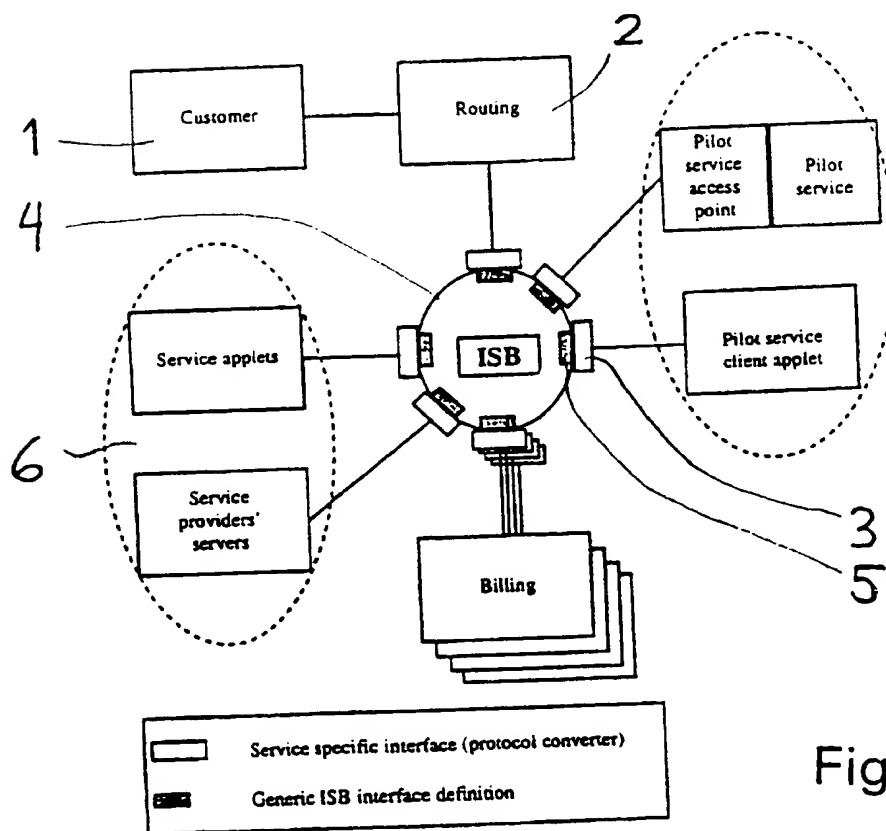 2
Customer
Routing
1
Pilot
service
access
point
Pilot
service
4
Service applets
ISB
Pilot service
client applet
6
Service
providers'
servers
3
5
Billing
Service specific interface (protocol converter)
Generic ISB interface definition
Fig